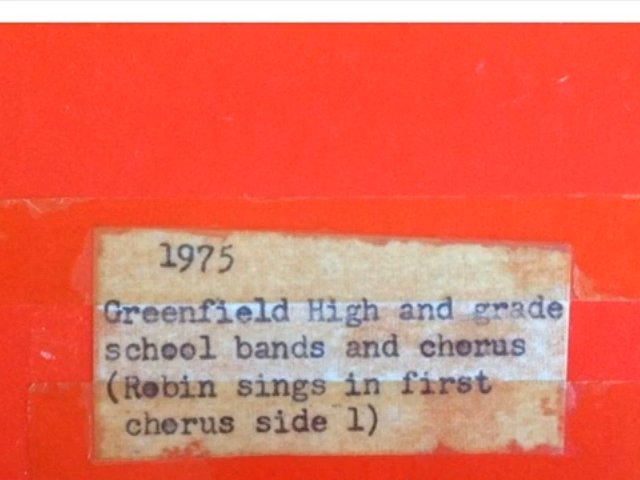 1975
Greenfield High and grade
school bands and chorus
(Robin sings in first
chorus side 1)